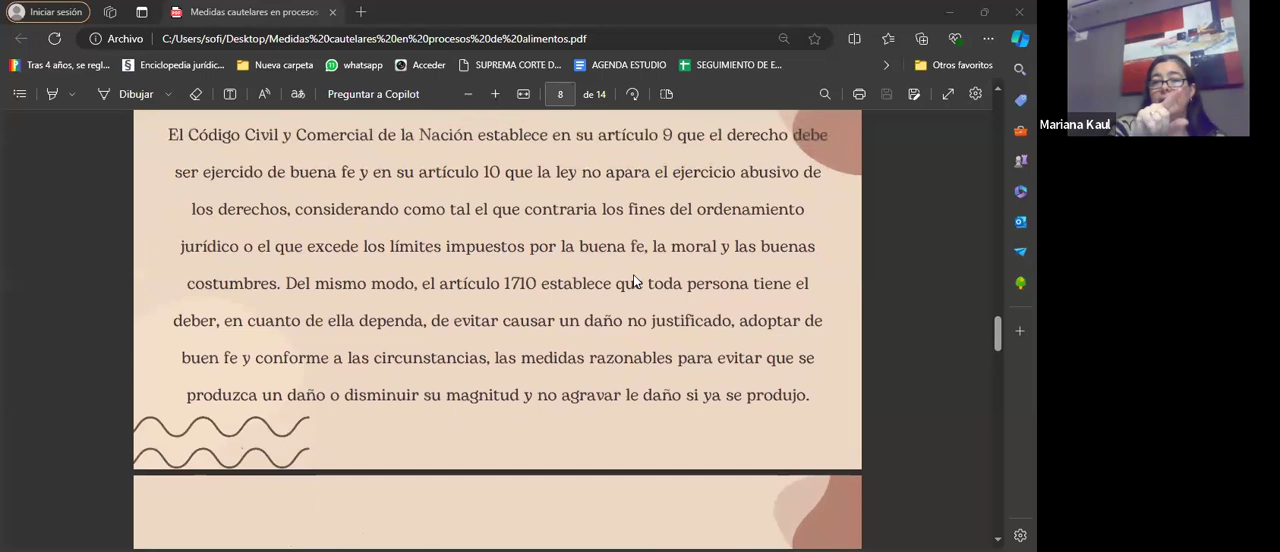 Iniciar sesión
Medidas cautelares en procesos
Archivo
C:/Users/sofi/Desktop/Medidas%20cautelares%20en%20procesos%20de%20alimentos.pdf
Tras 4 años, se regl...
Enciclopedia jurídic...
Nueva carpeta
whatsapp
Acceder
SUPREMA CORTE D...
AGENDA ESTUDIO
SEGUIMIENTO DE E...
Otros favoritos
Dibujar
Preguntar a Copilot
8 de 14
El Código Civil y Comercial de la Nación establece en su artículo 9 que el derecho debe
ser ejercido de buena fe y en su artículo 10 que la ley no apara el ejercicio abusivo de
los derechos, considerando como tal el que contraria los fines del ordenamiento
jurídico o el que excede los límites impuestos por la buena fe, la moral y las buenas
costumbres. Del mismo modo, el artículo 1710 establece que toda persona tiene el
deber, en cuanto de ella dependa, de evitar causar un daño no justificado, adoptar de
buen fe y conforme a las circunstancias, las medidas razonables para evitar que se
produzca un daño o disminuir su magnitud y no agravar le daño si ya se produjo.
Mariana Kaul